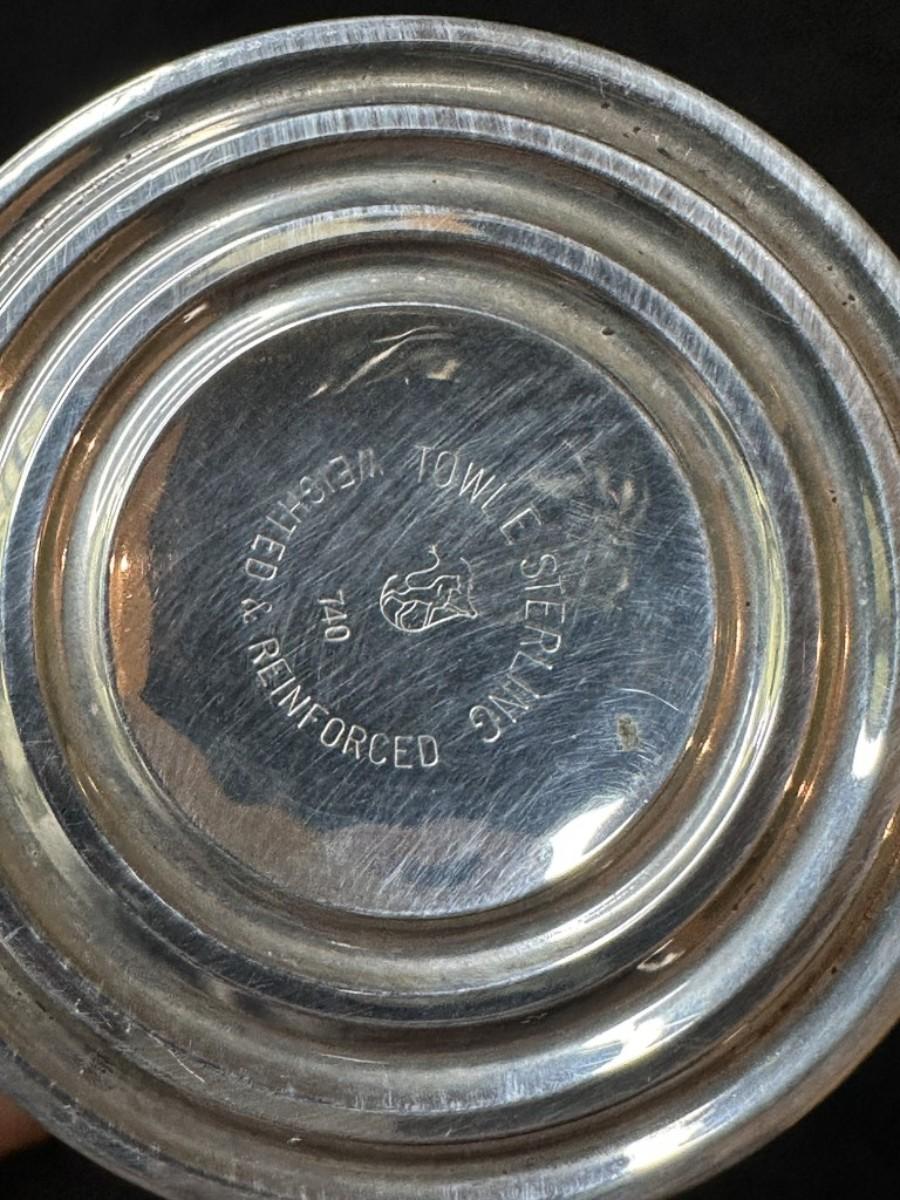 TOWLE STERLING
WEIGHTED & REINFORCED
740